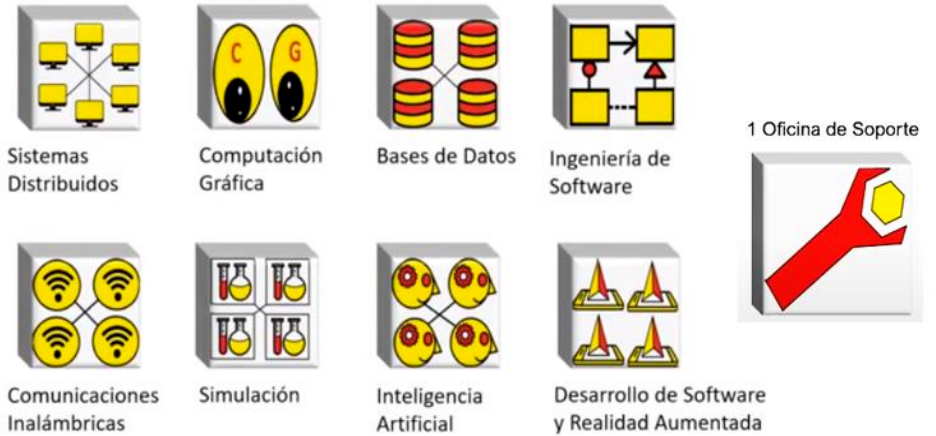 C G
Sistemas
Distribuidos
Computación
Gráfica
Bases de Datos
Ingeniería de
Software
1 Oficina de Soporte
Comunicaciones
Inalámbricas
Simulación
Inteligencia
Artificial
Desarrollo de Software
y Realidad Aumentada